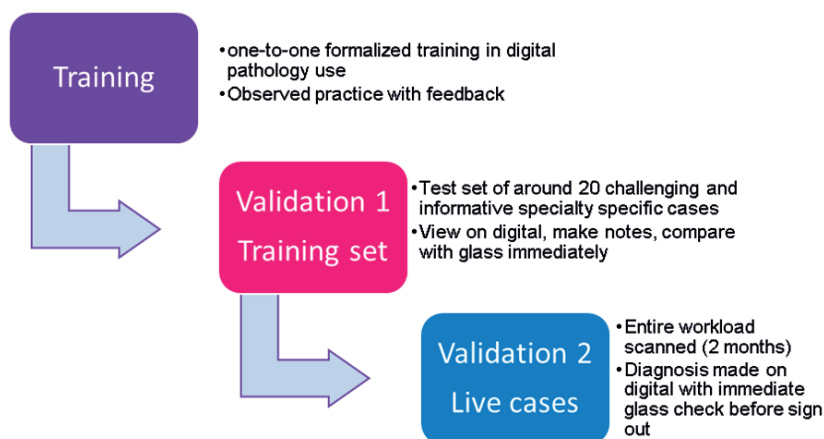 Training
•one-to-one formalized training in digital
pathology use
•Observed practice with feedback
Validation 1
Training set
•Test set of around 20 challenging and
informative specialty specific cases
•View on digital, make notes, compare
with glass immediately
Validation 2
Live cases
•Entire workload
scanned (2 months)
•Diagnosis made on
digital with immediate
glass check before sign
out